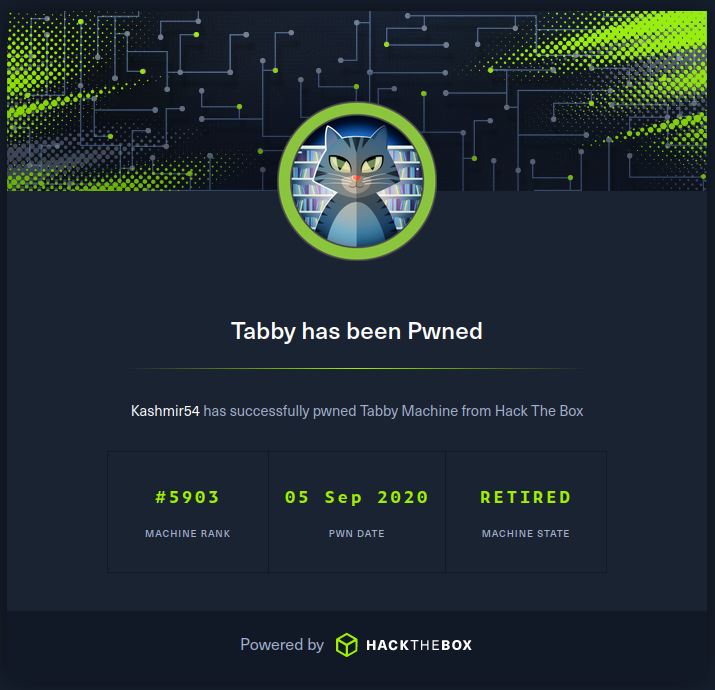 Tabby has been Pwned
Kashmir54 has successfully pwned Tabby Machine from Hack The Box
#5903 05 Sep 2020 RETIRED
MACHINE RANK PWN DATE MACHINE STATE
Powered by HACKTHEBOX